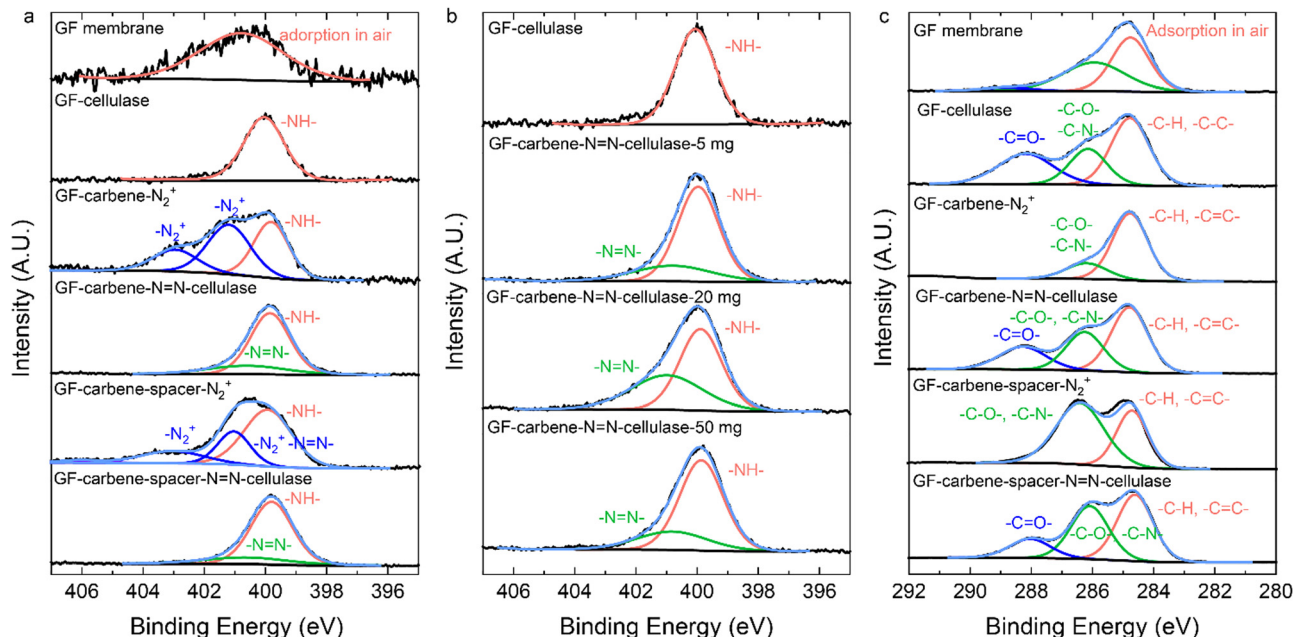 a
GF membrane
adorption in air
GF-cellulase
-NH-
GF-carbene-N₂⁺
-N₂⁺
-N₂⁺
-NH-
GF-carbene-N=N-cellulase
-NH-
-N=N-
GF-carbene-spacer-N₂⁺
-NH-
-N₂⁺
-N₂⁺ -N=N-
GF-carbene-spacer-N=N-cellulase
-NH-
-N=N-
406 404 402 400 398 396
Binding Energy (eV)
Intensity (A.U.)
b
GF-cellulase
-NH-
GF-carbene-N=N-cellulase-5 mg
-NH-
-N=N-
GF-carbene-N=N-cellulase-20 mg
-NH-
-N=N-
GF-carbene-N=N-cellulase-50 mg
-NH-
-N=N-
406 404 402 400 398 396
Binding Energy (eV)
Intensity (A.U.)
c
GF membrane
Adsorption in air
GF-cellulase
-C-O-
-C-N-
-C=O-
-C-H, -C-C-
GF-carbene-N₂⁺
-C-O-
-C-N-
-C-H, -C=C-
GF-carbene-N=N-cellulase
-C-O-, -C-N-
-C=O-
-C-H, -C=C-
GF-carbene-spacer-N₂⁺
-C-O-, -C-N-
-C-H, -C=C-
GF-carbene-spacer-N=N-cellulase
-C=O-
-C-H, -C=C-
-C-O- -C-N-
292 290 288 286 284 282 280
Binding Energy (eV)
Intensity (A.U.)